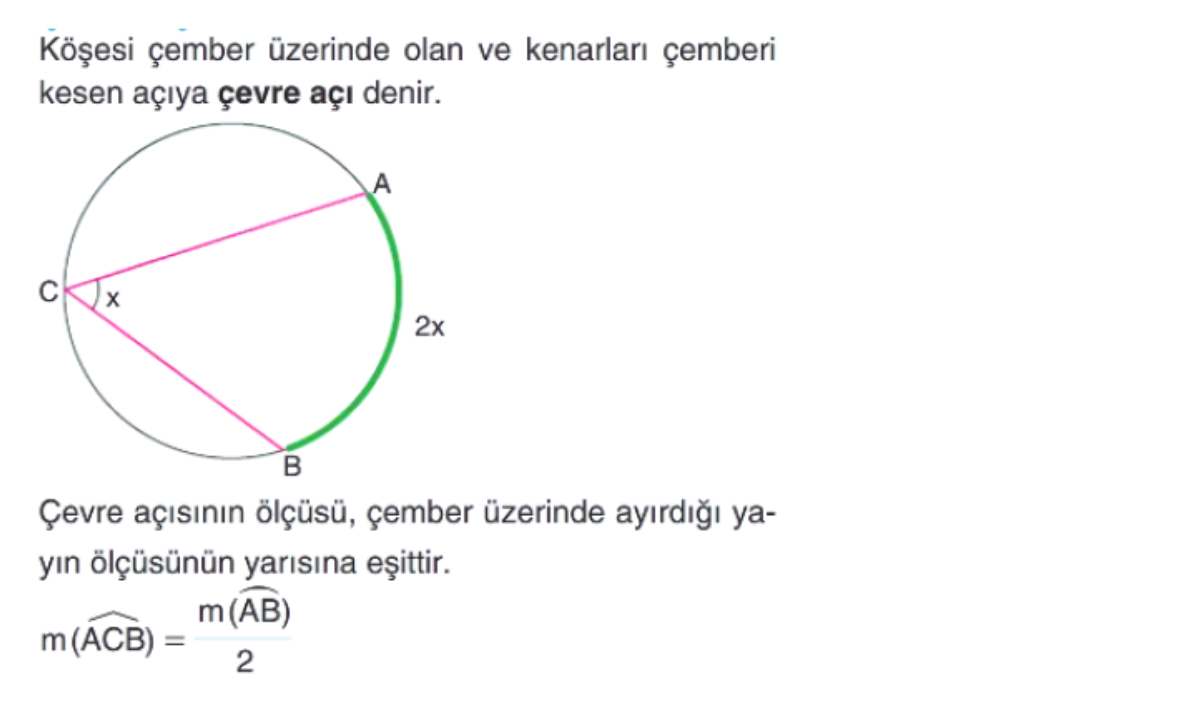 Köşesi çember üzerinde olan ve kenarları çemberi
kesen açıya çevre açı denir.
A
C
x
2x
B
Çevre açısının ölçüsü, çember üzerinde ayırdığı ya-
yın ölçüsünün yarısına eşittir.
m(ACB) = m(AB)
2